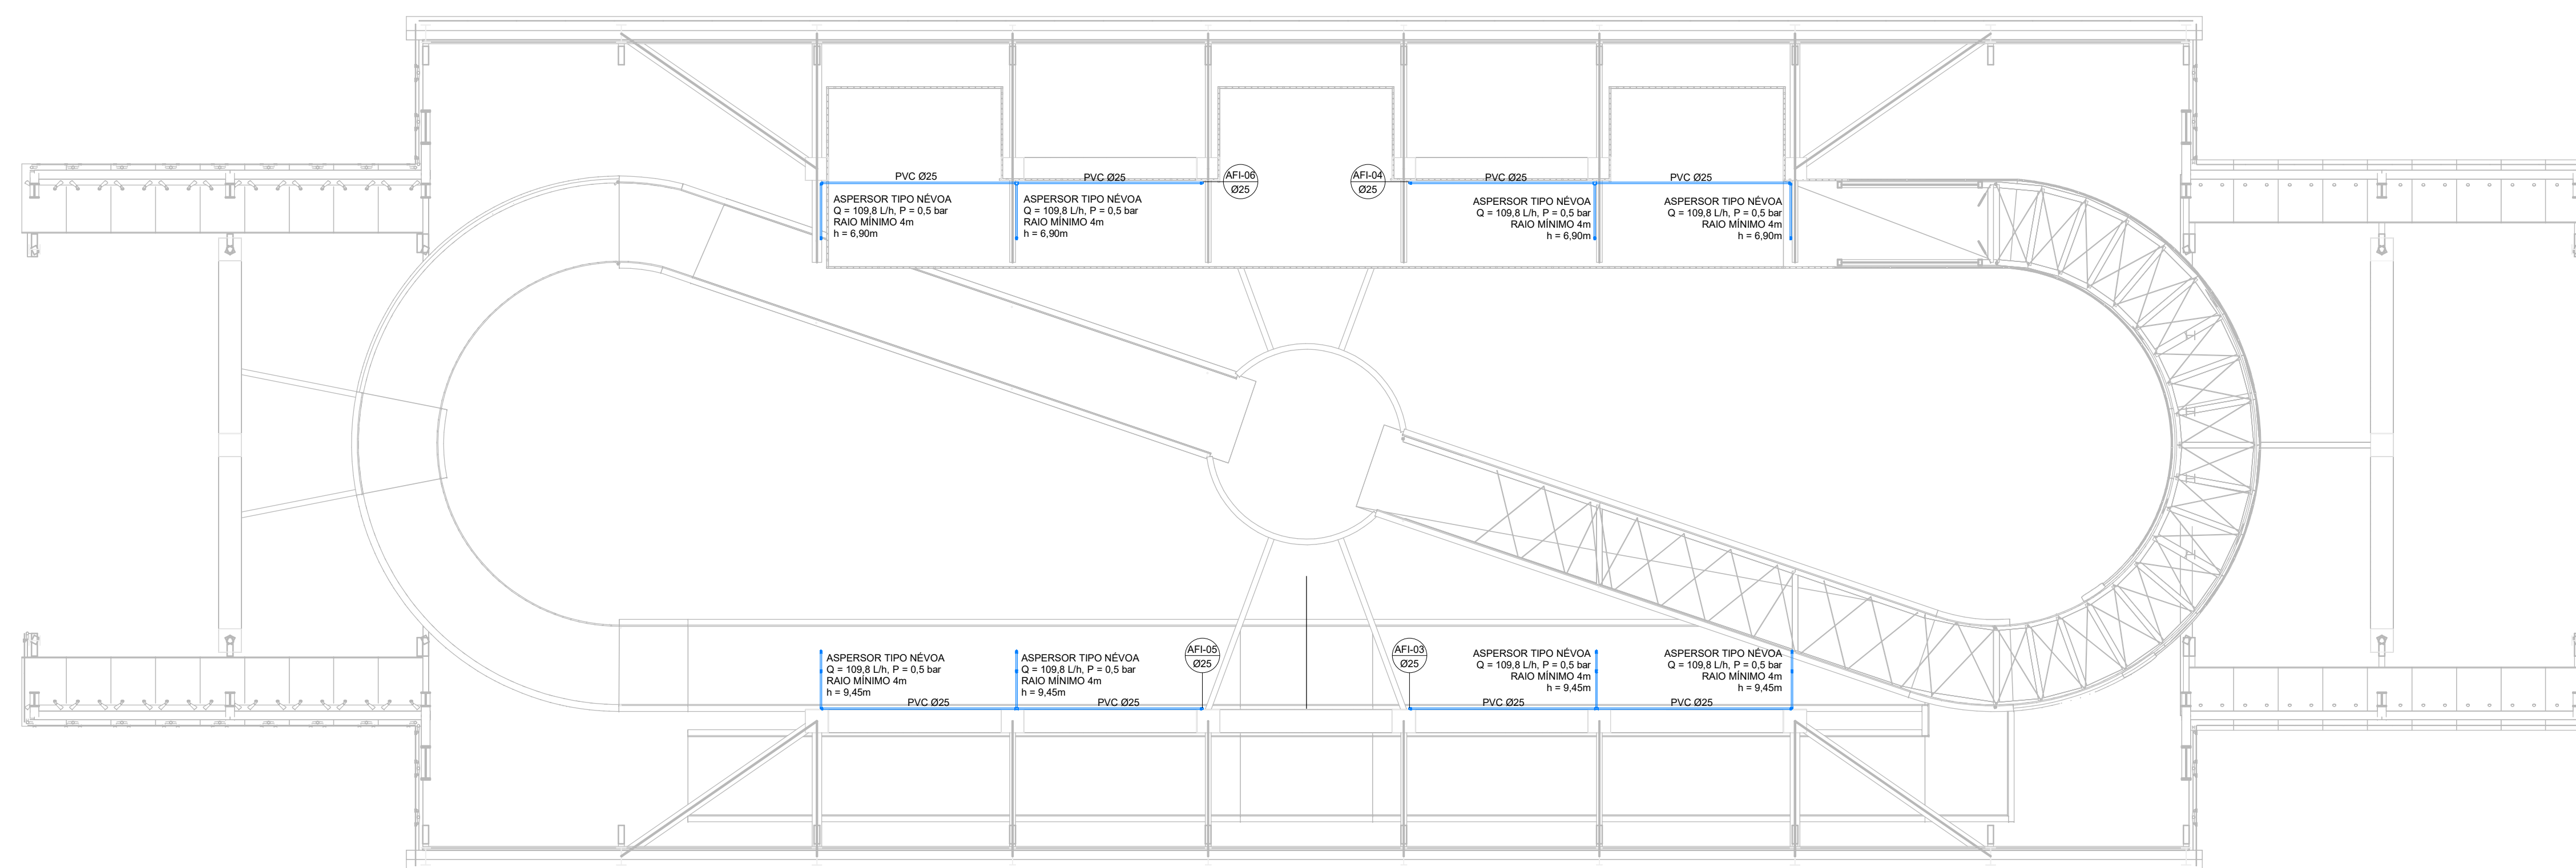 PVC Ø25
PVC Ø25
AFI-06
Ø25
AFI-04
Ø25
PVC Ø25
PVC Ø25
ASPERSOR TIPO NÉVOA
Q = 109,8 L/h, P = 0,5 bar
RAIO MÍNIMO 4m
h = 6,90m
ASPERSOR TIPO NÉVOA
Q = 109,8 L/h, P = 0,5 bar
RAIO MÍNIMO 4m
h = 6,90m
ASPERSOR TIPO NÉVOA
Q = 109,8 L/h, P = 0,5 bar
RAIO MÍNIMO 4m
h = 6,90m
ASPERSOR TIPO NÉVOA
Q = 109,8 L/h, P = 0,5 bar
RAIO MÍNIMO 4m
h = 6,90m
ASPERSOR TIPO NÉVOA
Q = 109,8 L/h, P = 0,5 bar
RAIO MÍNIMO 4m
h = 9,45m
ASPERSOR TIPO NÉVOA
Q = 109,8 L/h, P = 0,5 bar
RAIO MÍNIMO 4m
h = 9,45m
AFI-05
Ø25
AFI-03
Ø25
ASPERSOR TIPO NÉVOA
Q = 109,8 L/h, P = 0,5 bar
RAIO MÍNIMO 4m
h = 9,45m
ASPERSOR TIPO NÉVOA
Q = 109,8 L/h, P = 0,5 bar
RAIO MÍNIMO 4m
h = 9,45m
PVC Ø25
PVC Ø25
PVC Ø25
PVC Ø25